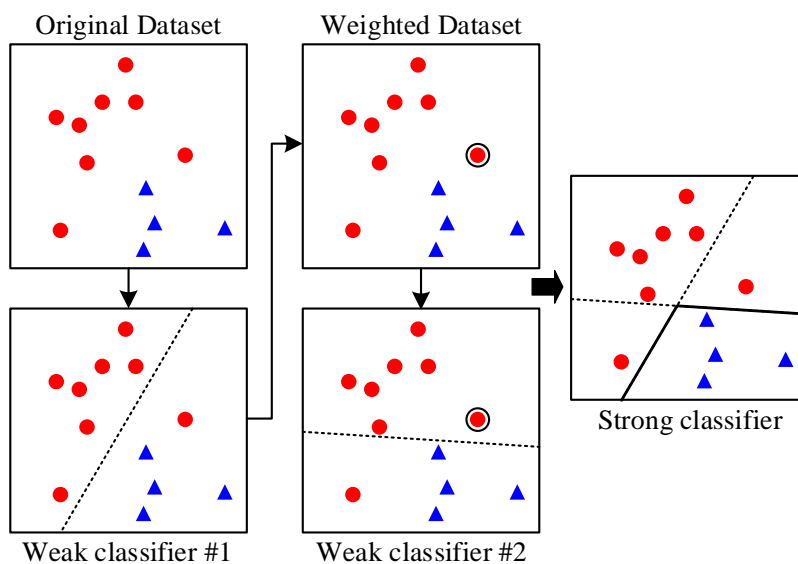 Original Dataset
Weighted Dataset
Weak classifier #1
Weak classifier #2
Strong classifier